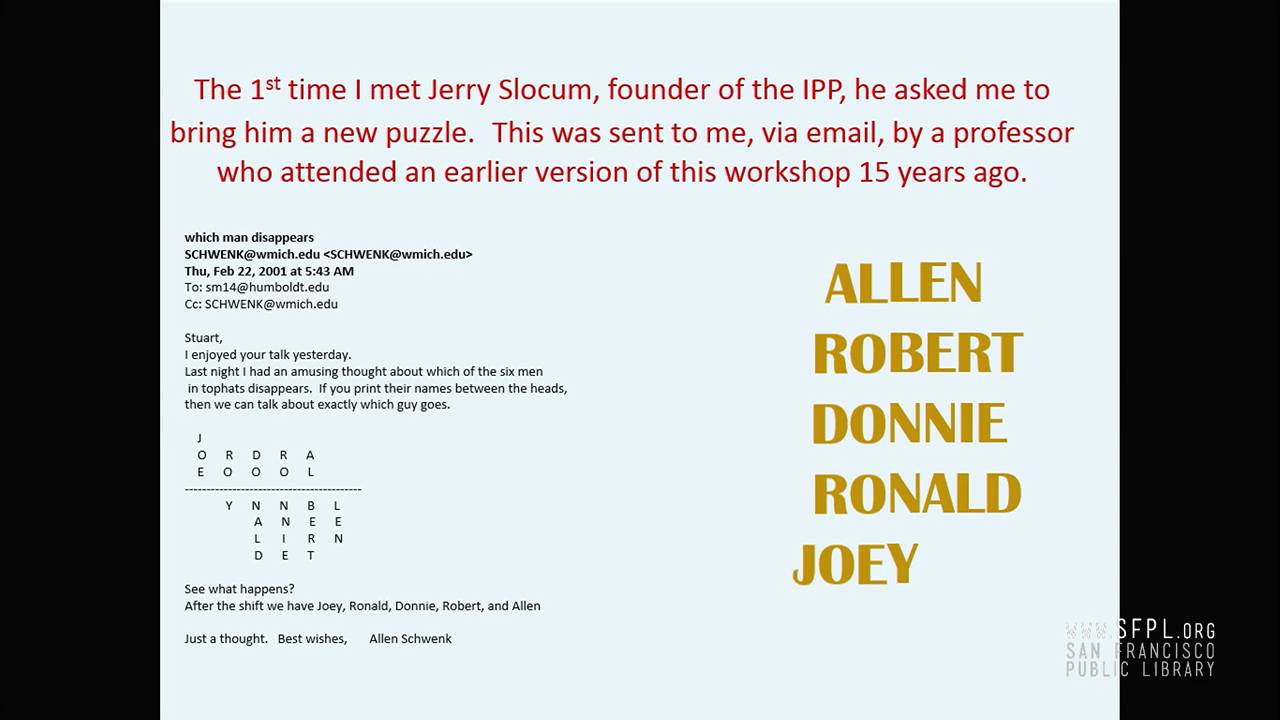 The 1st time I met Jerry Slocum, founder of the IPP, he asked me to
bring him a new puzzle. This was sent to me, via email, by a professor
who attended an earlier version of this workshop 15 years ago.
which man disappears
SCHWENK@wmich.edu <SCHWENK@wmich.edu>
Thu, Feb 22, 2001 at 5:43 AM
To: sm14@humboldt.edu
Cc: SCHWENK@wmich.edu
Stuart,
I enjoyed your talk yesterday.
Last night I had an amusing thought about which of the six men
in tophats disappears. If you print their names between the heads,
then we can talk about exactly which guy goes.
J
O R D R A
E O O O L
------------------------------------------
Y N N B L
A N E E
L I R N
D E T
See what happens?
After the shift we have Joey, Ronald, Donnie, Robert, and Allen
Just a thought. Best wishes, Allen Schwenk
ALLEN
ROBERT
DONNIE
RONALD
JOEY
www.SFPL.ORG
SAN FRANCISCO
PUBLIC LIBRARY